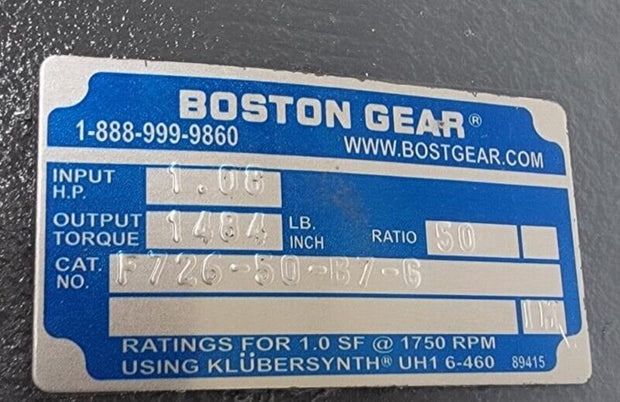 BOSTON GEAR®
1-888-999-9860
WWW.BOSTGEAR.COM
INPUT H.P. 1.06
OUTPUT TORQUE 1484 LB. INCH RATIO 50
CAT. NO. F726-50-B7-G
RATINGS FOR 1.0 SF @ 1750 RPM
USING KLÜBERSYNTH® UH1 6-460 89415